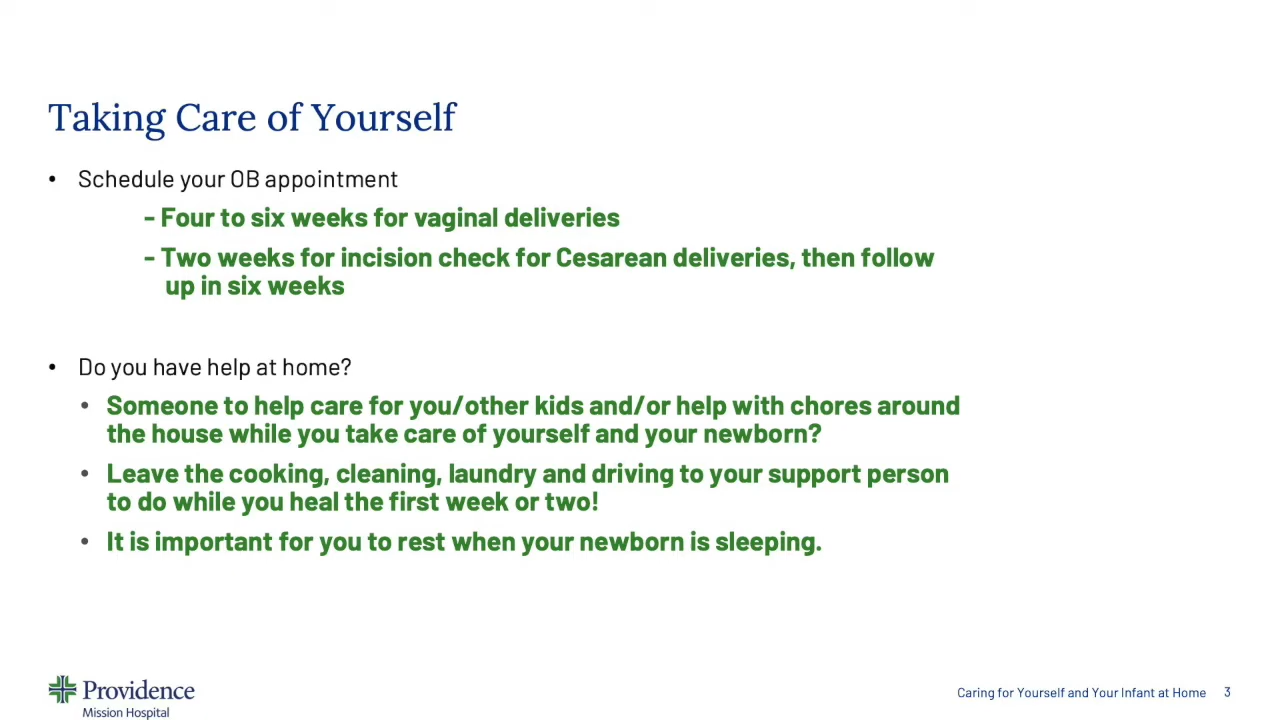 Taking Care of Yourself
• Schedule your OB appointment
- Four to six weeks for vaginal deliveries
- Two weeks for incision check for Cesarean deliveries, then follow
up in six weeks
• Do you have help at home?
• Someone to help care for you/other kids and/or help with chores around
the house while you take care of yourself and your newborn?
• Leave the cooking, cleaning, laundry and driving to your support person
to do while you heal the first week or two!
• It is important for you to rest when your newborn is sleeping.
Providence
Mission Hospital
Caring for Yourself and Your Infant at Home 3